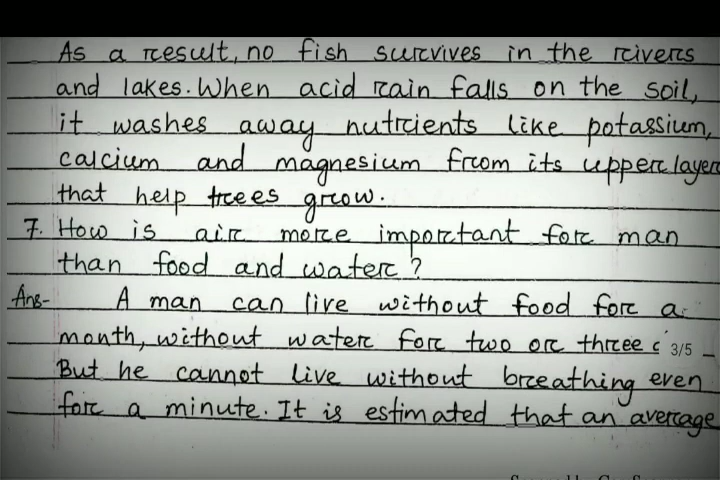 As a result, no fish survives in the rivers
and lakes. When acid rain falls on the soil,
it washes away nutrients like potassium,
calcium and magnesium from its upper layer
that help trees grow.
7. How is air more important for man
than food and water?
Ans- A man can live without food for a
month, without water for two or three
3/5
But he cannot live without breathing even
for a minute. It is estimated that an average